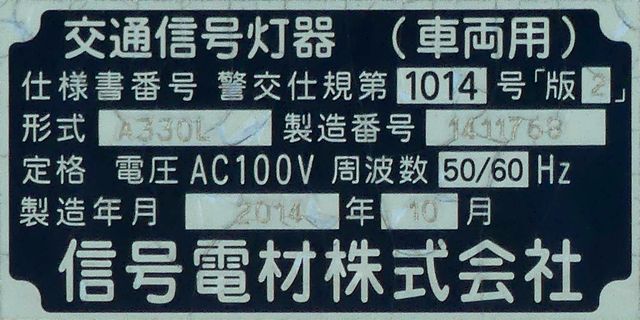 交通信号灯器 (車両用)
仕様書番号 警交仕規第 1014 号「版 2」
形式 A330L 製造番号 1411768
定格 電圧 AC100V 周波数 50/60 Hz
製造年月 2014 年 10 月
信号電材株式会社